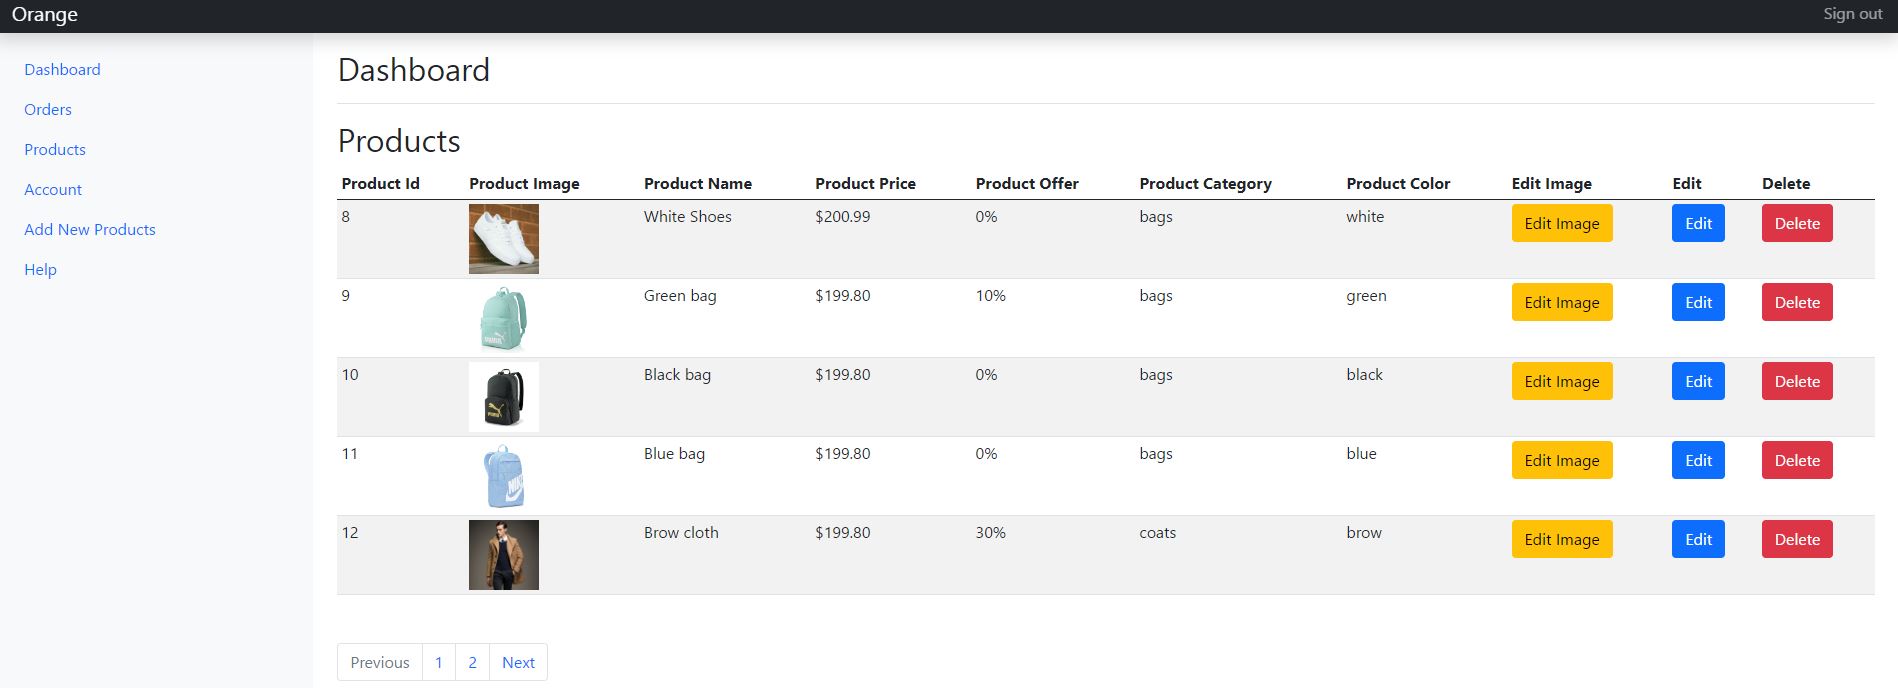 Orange Sign out
Dashboard
Orders
Products
Account
Add New Products
Help
Dashboard
Products
Product Id Product Image Product Name Product Price Product Offer Product Category Product Color Edit Image Edit Delete
8 White Shoes $200.99 0% bags white Edit Image Edit Delete
9 Green bag $199.80 10% bags green Edit Image Edit Delete
10 Black bag $199.80 0% bags black Edit Image Edit Delete
11 NIKE Blue bag $199.80 0% bags blue Edit Image Edit Delete
12 Brow cloth $199.80 30% coats brow Edit Image Edit Delete
Previous 1 2 Next